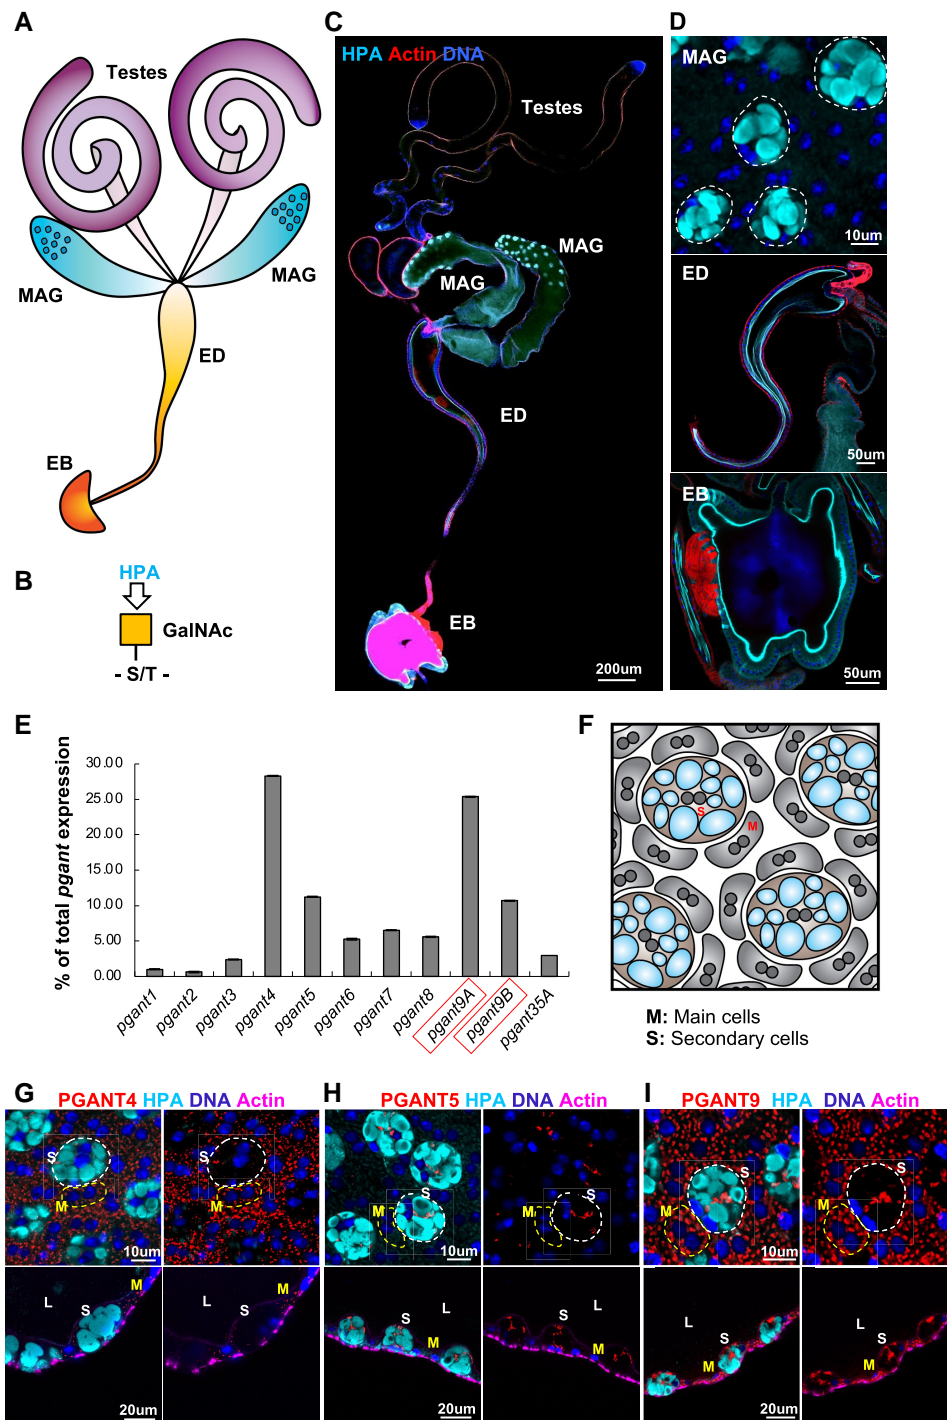 A
Testes
MAG
MAG
ED
EB
B
HPA
GalNAc
- S/T -
C
HPA Actin DNA
Testes
MAG
MAG
ED
EB
200um
D
MAG
10um
ED
50um
EB
50um
E
% of total pgant expression
30.00
25.00
20.00
15.00
10.00
5.00
0.00
pgant1
pgant2
pgant3
pgant4
pgant5
pgant6
pgant7
pgant8
pgant9A
pgant9B
pgant35A
F
S
M
M: Main cells
S: Secondary cells
G
PGANT4 HPA DNA Actin
S
M
10um
S
M
L
S
M
20um
L
S
M
H
PGANT5 HPA DNA Actin
S
M
10um
S
M
L
S
M
20um
L
S
M
I
PGANT9 HPA DNA Actin
S
M
10um
S
M
L
S
M
20um
L
S
M